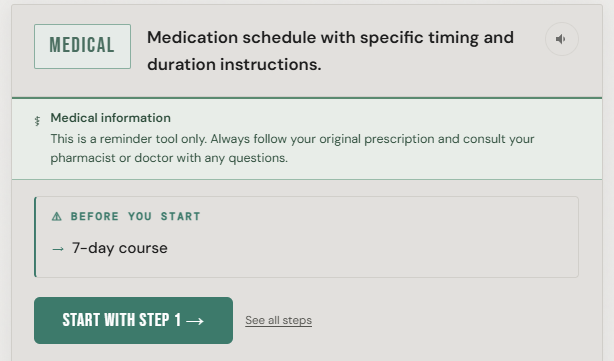 MEDICAL
Medication schedule with specific timing and
duration instructions.
Medical information
This is a reminder tool only. Always follow your original prescription and consult your
pharmacist or doctor with any questions.
⚠ BEFORE YOU START
→ 7-day course
START WITH STEP 1 →
See all steps